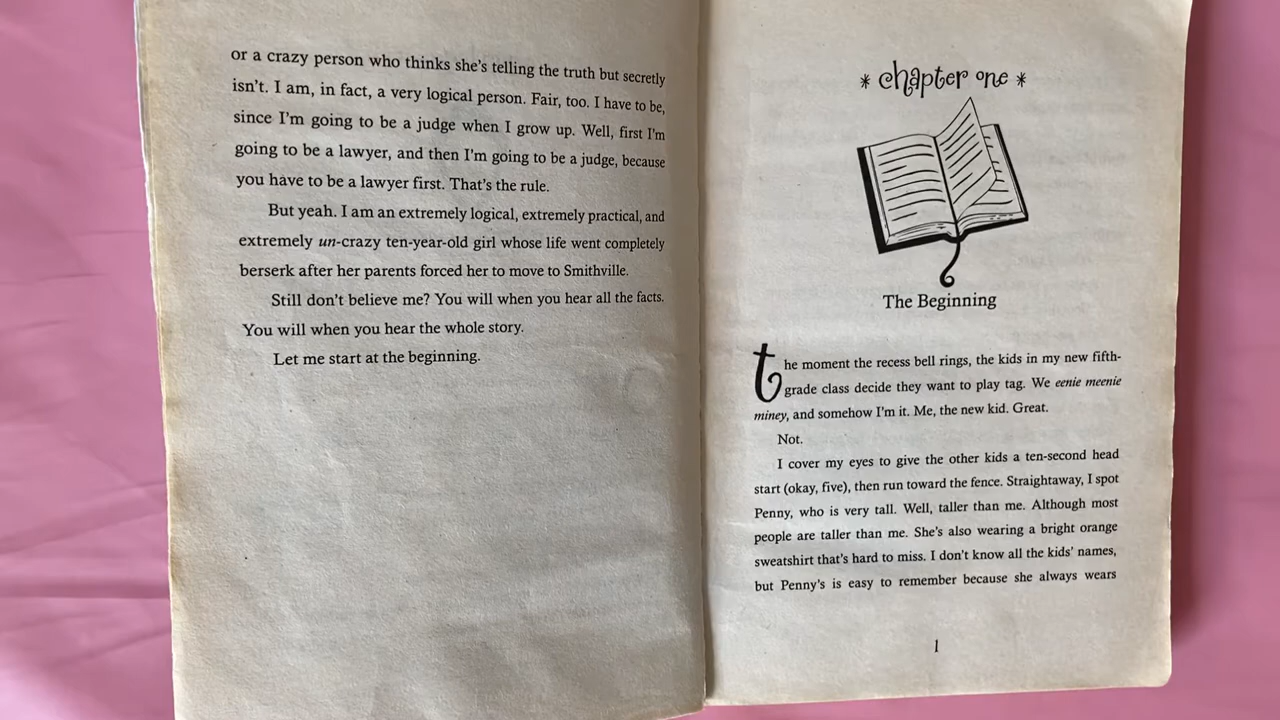 or a crazy person who thinks she's telling the truth but secretly
isn't. I am, in fact, a very logical person. Fair, too. I have to be,
since I'm going to be a judge when I grow up. Well, first I'm
going to be a lawyer, and then I'm going to be a judge, because
you have to be a lawyer first. That's the rule.
But yeah. I am an extremely logical, extremely practical, and
extremely un-crazy ten-year-old girl whose life went completely
berserk after her parents forced her to move to Smithville.
Still don't believe me? You will when you hear all the facts.
You will when you hear the whole story.
Let me start at the beginning.
* chapter one *
The Beginning
the moment the recess bell rings, the kids in my new fifth-
grade class decide they want to play tag. We eenie meenie
miney, and somehow I'm it. Me, the new kid. Great.
Not.
I cover my eyes to give the other kids a ten-second head
start (okay, five), then run toward the fence. Straightaway, I spot
Penny, who is very tall. Well, taller than me. Although most
people are taller than me. She's also wearing a bright orange
sweatshirt that's hard to miss. I don't know all the kids' names,
but Penny's is easy to remember because she always wears
1